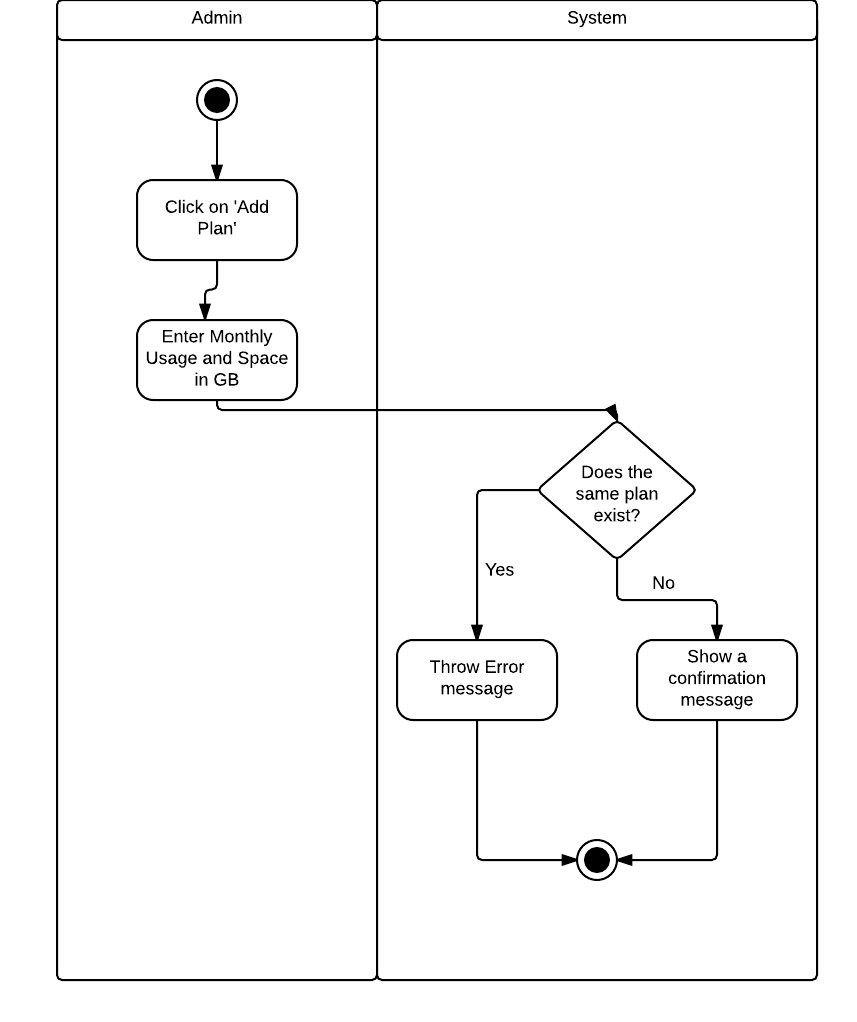 Admin
System
Click on 'Add
Plan'
Enter Monthly
Usage and Space
in GB
Does the
same plan
exist?
Yes
No
Throw Error
message
Show a
confirmation
message